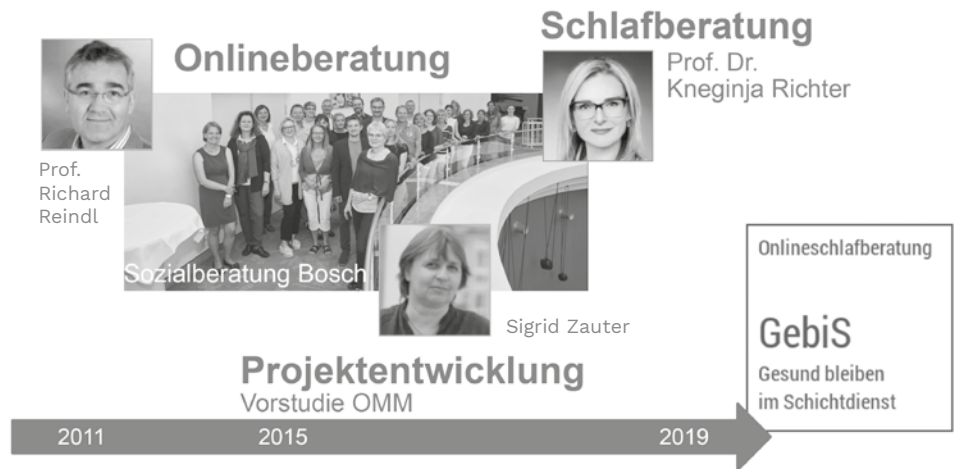 Schlafberatung
Onlineberatung
Prof. Dr.
Kneginja Richter
Prof.
Richard
Reindl
Sozialberatung Bosch
Sigrid Zauter
Onlineschlafberatung
GebiS
Gesund bleiben
im Schichtdienst
Projektentwicklung
Vorstudie OMM
2011
2015
2019